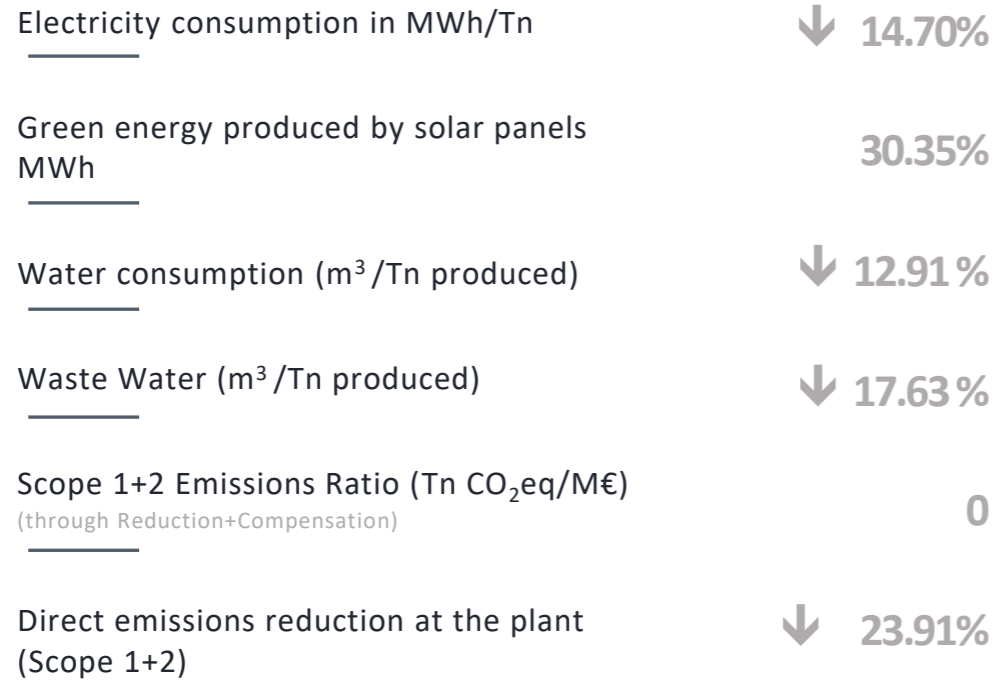 Electricity consumption in MWh/Tn
↓ 14.70%
Green energy produced by solar panels
MWh
30.35%
Water consumption (m³/Tn produced)
↓ 12.91%
Waste Water (m³/Tn produced)
↓ 17.63%
Scope 1+2 Emissions Ratio (Tn CO₂eq/M€)
(through Reduction+Compensation)
0
Direct emissions reduction at the plant
(Scope 1+2)
↓ 23.91%